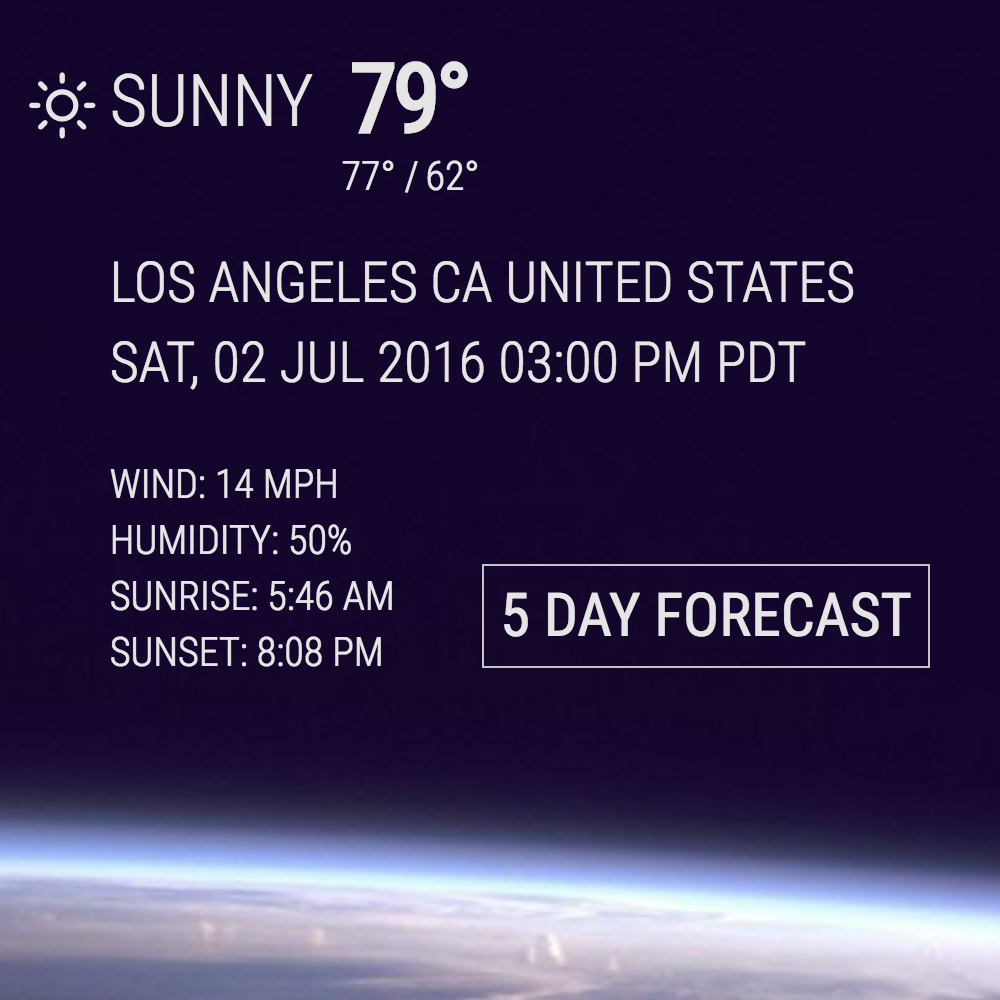 SUNNY 79°
77° / 62°
LOS ANGELES CA UNITED STATES
SAT, 02 JUL 2016 03:00 PM PDT
WIND: 14 MPH
HUMIDITY: 50%
SUNRISE: 5:46 AM
SUNSET: 8:08 PM
5 DAY FORECAST